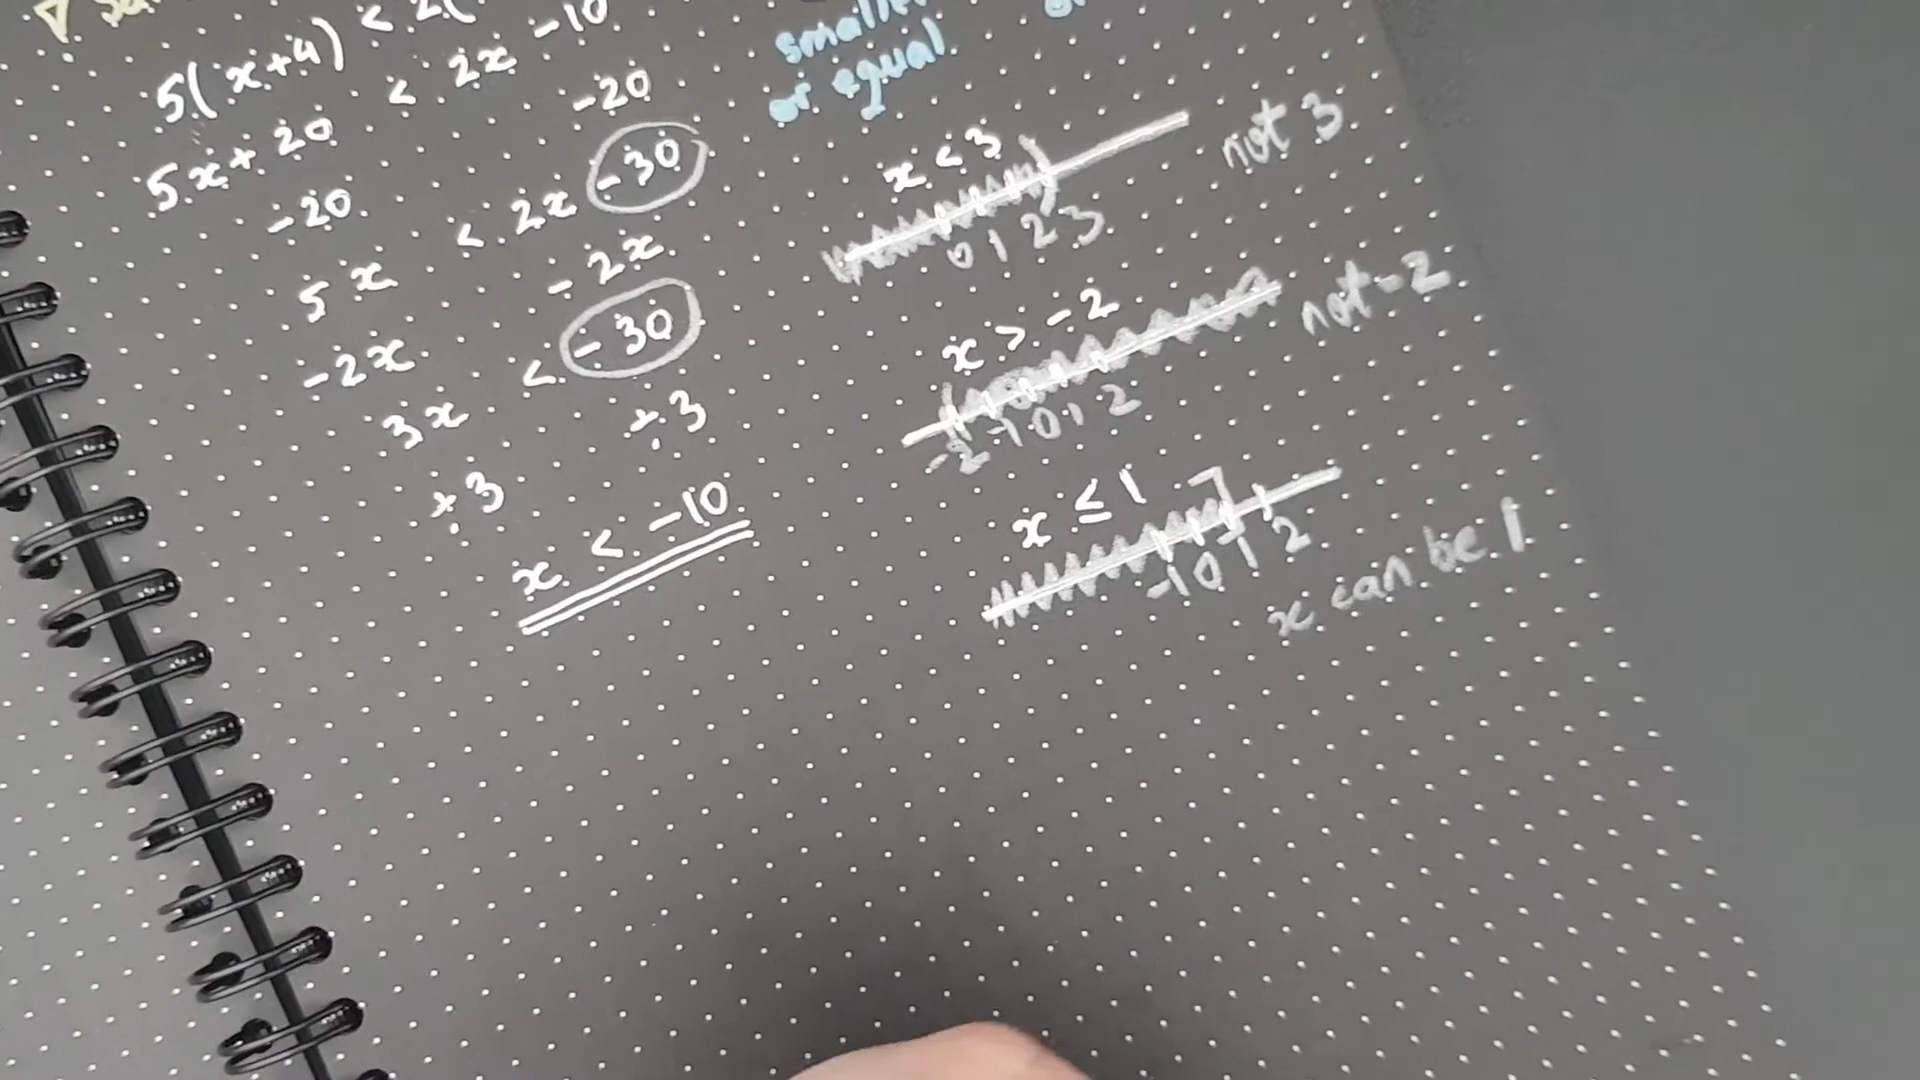 5(x+4) < 2(
5x+20 < 2x -10
-20 -20
5x < 2x -30
-2x -2x
3x < -30
÷3 ÷3
x < -10
or equal
x < 3
0 1 2 3
not 3
x > -2
-2 -1 0 1 2
not -2
x ≤ 1
-1 0 1 2
x can be 1